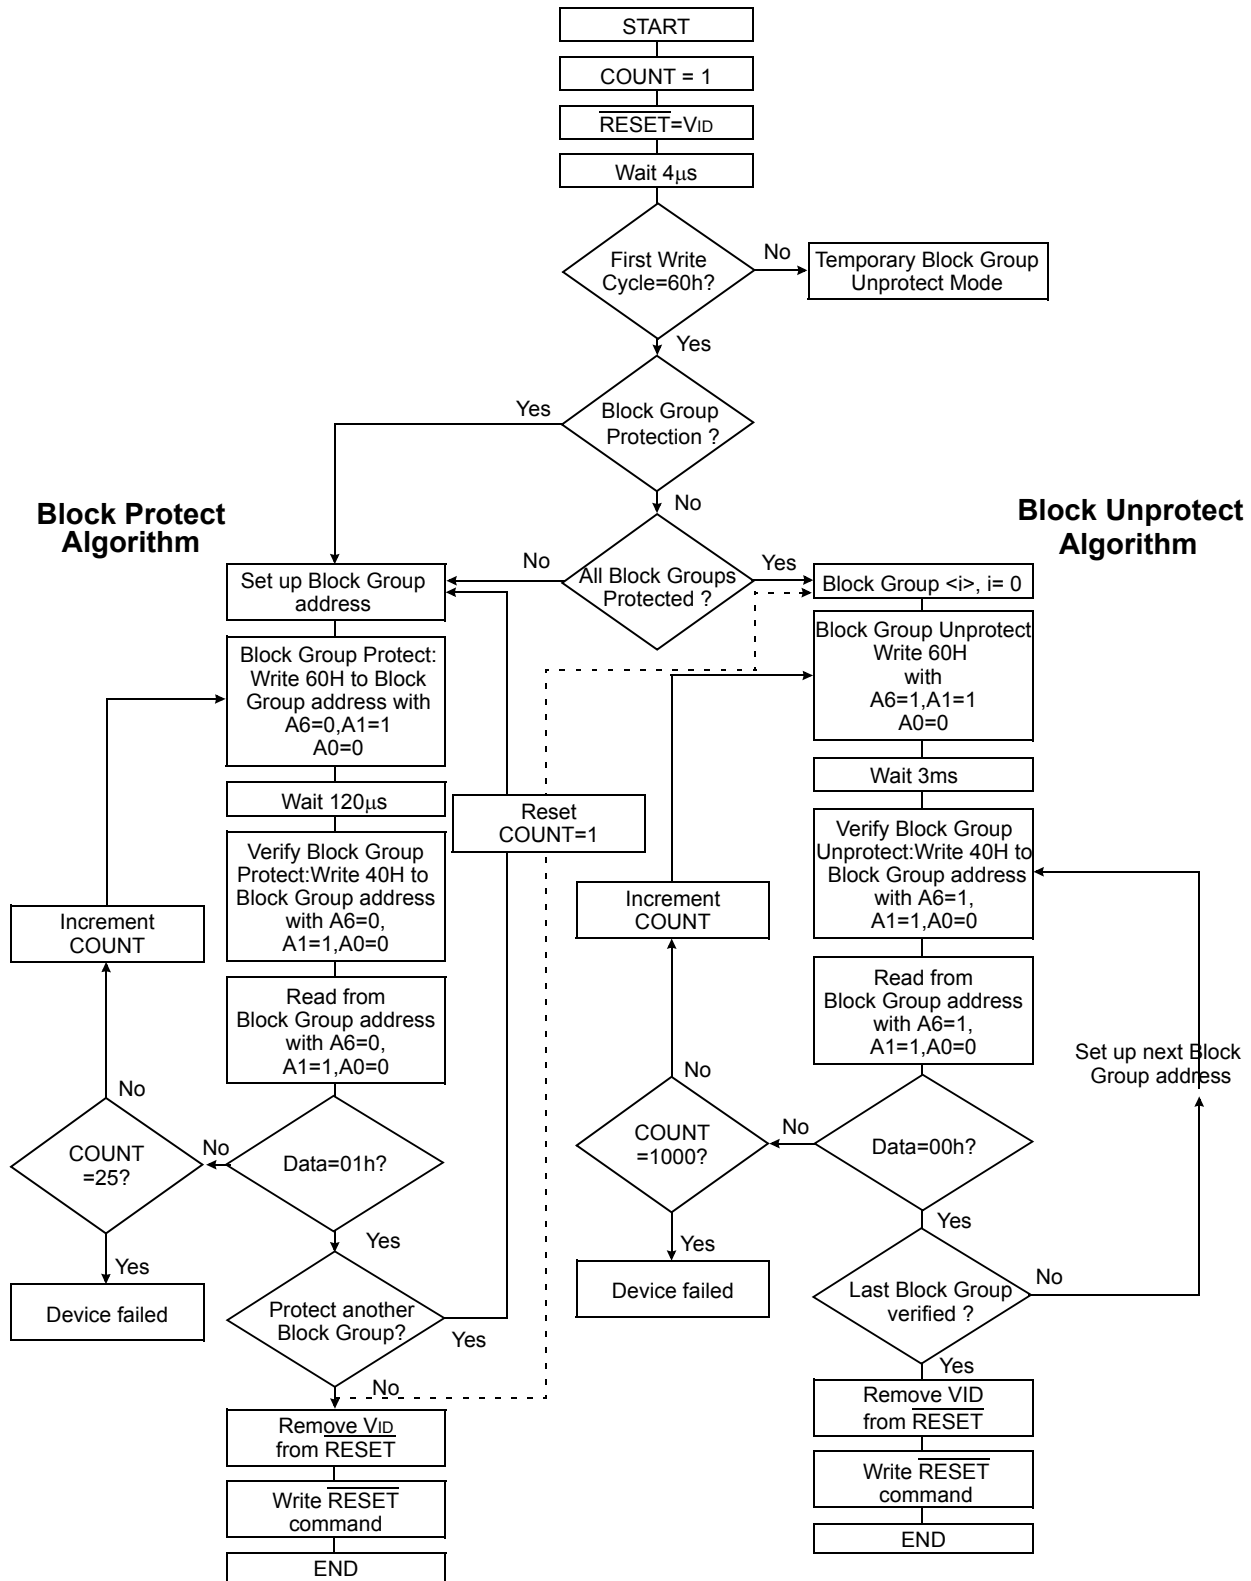 START
COUNT = 1
RESET=VID
Wait 4μs
First Write
Cycle=60h?
No
Temporary Block Group
Unprotect Mode
Yes
Block Group
Protection ?
Yes
No
Block Protect
Algorithm
Block Unprotect
Algorithm
All Block Groups
Protected ?
No
Yes
Set up Block Group
address
Block Group Protect:
Write 60H to Block
Group address with
A6=0,A1=1
A0=0
Wait 120μs
Verify Block Group
Protect:Write 40H to
Block Group address
with A6=0,
A1=1,A0=0
Read from
Block Group address
with A6=0,
A1=1,A0=0
Increment
COUNT
No
COUNT
=25?
No
Data=01h?
Yes
Device failed
Yes
Protect another
Block Group?
Yes
Reset
COUNT=1
No
Remove VID
from RESET
Write RESET
command
END
Block Group <i>, i= 0
Block Group Unprotect
Write 60H
with
A6=1,A1=1
A0=0
Wait 3ms
Verify Block Group
Unprotect:Write 40H to
Block Group address
with A6=1,
A1=1,A0=0
Read from
Block Group address
with A6=1,
A1=1,A0=0
Increment
COUNT
No
COUNT
=1000?
No
Data=00h?
Yes
Device failed
Yes
Last Block Group
verified ?
No
Set up next Block
Group address
Yes
Remove VID
from RESET
Write RESET
command
END